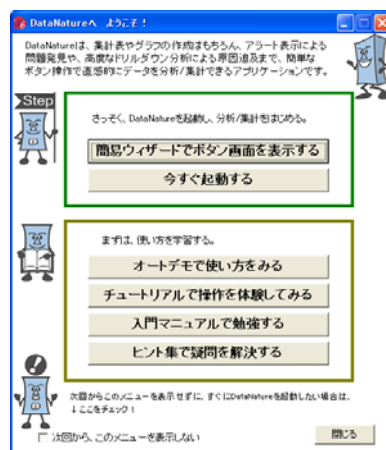 DataNatureへ ようこそ！
DataNatureは、集計表やグラフの作成はもちろん、アラート表示による
問題発見や、高度なドリルダウン分析による原因追及まで、簡単な
ボタン操作で直感的にデータを分析/集計できるアプリケーションです。
Step
さっそく、DataNatureを起動し、分析/集計をはじめる。
簡易ウィザードでボタン画面を表示する
今すぐ起動する
まずは、使い方を学習する。
オートデモで使い方をみる
チュートリアルで操作を体験してみる
入門マニュアルで勉強する
ヒント集で疑問を解決する
次回からこのメニューを表示せずに、すぐにDataNatureを起動したい場合は、
↓ここをチェック！
次回から、このメニューを表示しない
閉じる